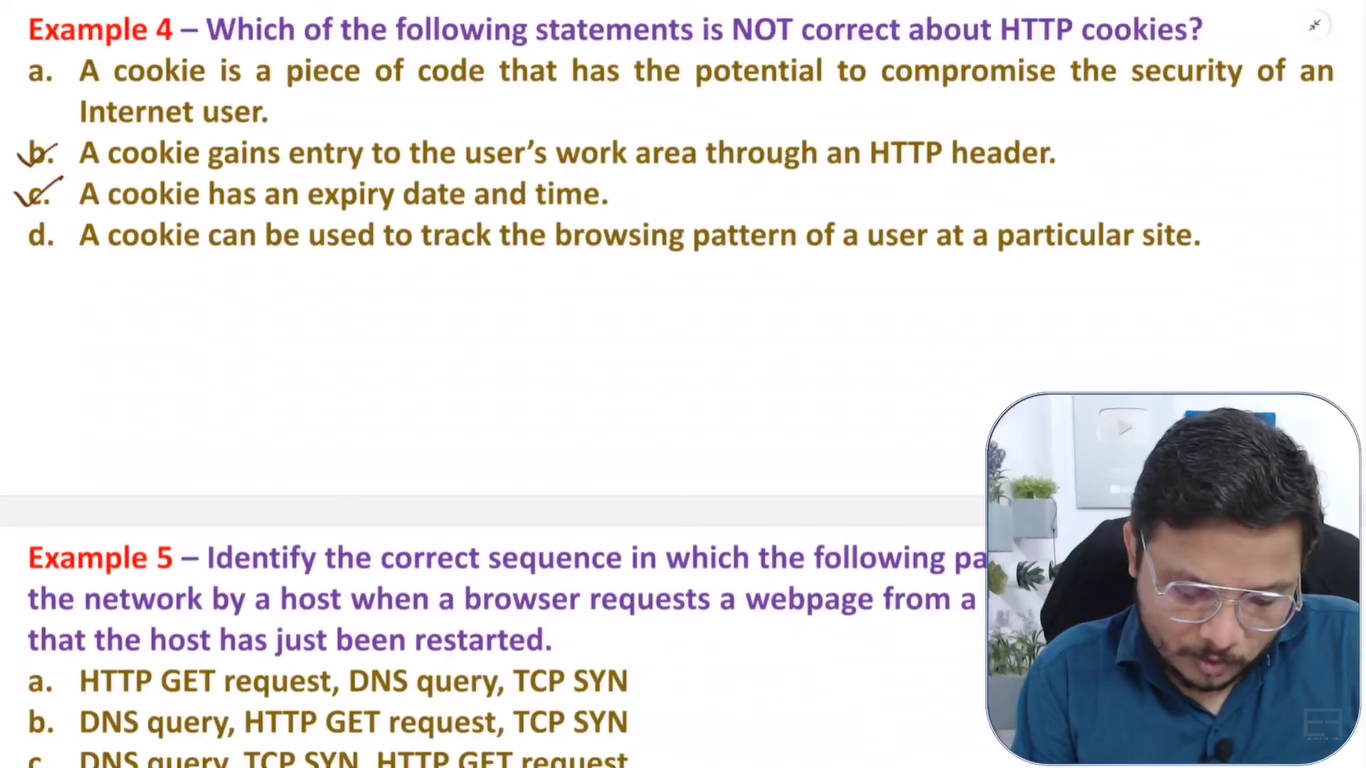 Example 4 – Which of the following statements is NOT correct about HTTP cookies?
a. A cookie is a piece of code that has the potential to compromise the security of an
Internet user.
b. A cookie gains entry to the user’s work area through an HTTP header.
c. A cookie has an expiry date and time.
d. A cookie can be used to track the browsing pattern of a user at a particular site.
Example 5 – Identify the correct sequence in which the following pa
the network by a host when a browser requests a webpage from a
that the host has just been restarted.
a. HTTP GET request, DNS query, TCP SYN
b. DNS query, HTTP GET request, TCP SYN
c. DNS query, TCP SYN, HTTP GET request